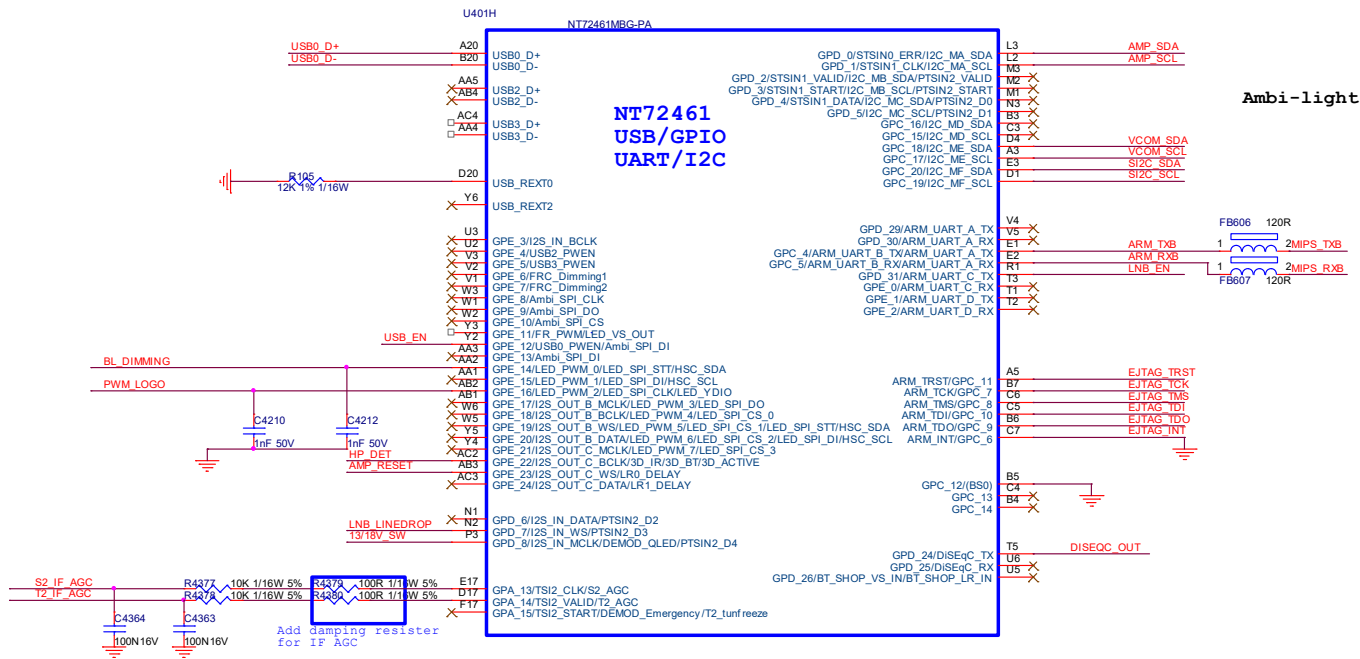 U401H
NT72461MBG-PA
NT72461
USB/GPIO
UART/I2C
Ambi-light
USB0_D+ A20 USB0_D+
USB0_D- B20 USB0_D-
AA5 USB2_D+
AB4 USB2_D-
AC4 USB3_D+
AA4 USB3_D-
R105 D20 USB_REXT0
12K 1% 1/16W
Y6 USB_REXT2
U3 GPE_3/I2S_IN_BCLK
U2 GPE_4/USB2_PWEN
V3 GPE_5/USB3_PWEN
V2 GPE_6/FRC_Dimming1
V1 GPE_7/FRC_Dimming2
W3 GPE_8/Ambi_SPI_CLK
W1 GPE_9/Ambi_SPI_DO
W2 GPE_10/Ambi_SPI_CS
Y3 GPE_11/FR_PWM/LED_VS_OUT
USB_EN Y2 GPE_12/USB0_PWEN/Ambi_SPI_DI
AA3 GPE_13/Ambi_SPI_DI
BL_DIMMING AA2 GPE_14/LED_PWM_0/LED_SPI_STT/HSC_SDA
AA1 GPE_15/LED_PWM_1/LED_SPI_DI/HSC_SCL
PWM_LOGO AB2 GPE_16/LED_PWM_2/LED_SPI_CLK/LED_YDIO
AB1 GPE_17/I2S_OUT_B_MCLK/LED_PWM_3/LED_SPI_DO
W6 GPE_18/I2S_OUT_B_BCLK/LED_PWM_4/LED_SPI_CS_0
W5 GPE_19/I2S_OUT_B_WS/LED_PWM_5/LED_SPI_CS_1/LED_SPI_STT/HSC_SDA
Y5 GPE_20/I2S_OUT_B_DATA/LED_PWM_6/LED_SPI_CS_2/LED_SPI_DI/HSC_SCL
Y4 GPE_21/I2S_OUT_C_MCLK/LED_PWM_7/LED_SPI_CS_3
HP_DET AC2 GPE_22/I2S_OUT_C_BCLK/3D_IR/3D_BT/3D_ACTIVE
AMP_RESET AB3 GPE_23/I2S_OUT_C_WS/LR0_DELAY
AC3 GPE_24/I2S_OUT_C_DATA/LR1_DELAY
C4210 C4212
1nF 50V 1nF 50V
N1 GPD_6/I2S_IN_DATA/PTSIN2_D2
LNB_LINEDROP N2 GPD_7/I2S_IN_WS/PTSIN2_D3
13/18V_SW P3 GPD_8/I2S_IN_MCLK/DEMOD_QLED/PTSIN2_D4
S2_IF_AGC R4377 10K 1/16W 5% R4379 100R 1/16W 5% E17 GPA_13/TSI2_CLK/S2_AGC
T2_IF_AGC R4378 10K 1/16W 5% R4380 100R 1/16W 5% D17 GPA_14/TSI2_VALID/T2_AGC
F17 GPA_15/TSI2_START/DEMOD_Emergency/T2_tunfreeze
C4364 C4363
100N16V 100N16V
Add damping resister
for IF AGC
GPD_0/STSIN0_ERR/I2C_MA_SDA L3 AMP_SDA
GPD_1/STSIN1_CLK/I2C_MA_SCL L2 AMP_SCL
GPD_2/STSIN1_VALID/I2C_MB_SDA/PTSIN2_VALID M3
GPD_3/STSIN1_START/I2C_MB_SCL/PTSIN2_START M2
GPD_4/STSIN1_DATA/I2C_MC_SDA/PTSIN2_D0 M1
GPD_5/I2C_MC_SCL/PTSIN2_D1 N3
GPC_16/I2C_MD_SDA B3
GPC_15/I2C_MD_SCL C3
GPC_18/I2C_ME_SDA D4 VCOM_SDA
GPC_17/I2C_ME_SCL A3 VCOM_SCL
GPC_20/I2C_MF_SDA E3 SI2C_SDA
GPC_19/I2C_MF_SCL D1 SI2C_SCL
GPD_29/ARM_UART_A_TX V4
GPD_30/ARM_UART_A_RX V5
GPC_4/ARM_UART_B_TX/ARM_UART_A_TX E1 ARM_TXB 1 FB606 120R 2 MIPS_TXB
GPC_5/ARM_UART_B_RX/ARM_UART_A_RX E2 ARM_RXB 1 FB607 120R 2 MIPS_RXB
GPD_31/ARM_UART_C_TX R1 LNB_EN
GPE_0/ARM_UART_C_RX T3
GPE_1/ARM_UART_D_TX T1
GPE_2/ARM_UART_D_RX T2
ARM_TRST/GPC_11 A5 EJTAG_TRST
ARM_TCK/GPC_7 B7 EJTAG_TCK
ARM_TMS/GPC_8 C6 EJTAG_TMS
ARM_TDI/GPC_10 C5 EJTAG_TDI
ARM_TDO/GPC_9 B6 EJTAG_TDO
ARM_INT/GPC_6 C7 EJTAG_INT
GPC_12/(BS0) B5
GPC_13 C4
GPC_14 B4
GPD_24/DiSEqC_TX T5 DISEQC_OUT
GPD_25/DiSEqC_RX U6
GPD_26/BT_SHOP_VS_IN/BT_SHOP_LR_IN U5